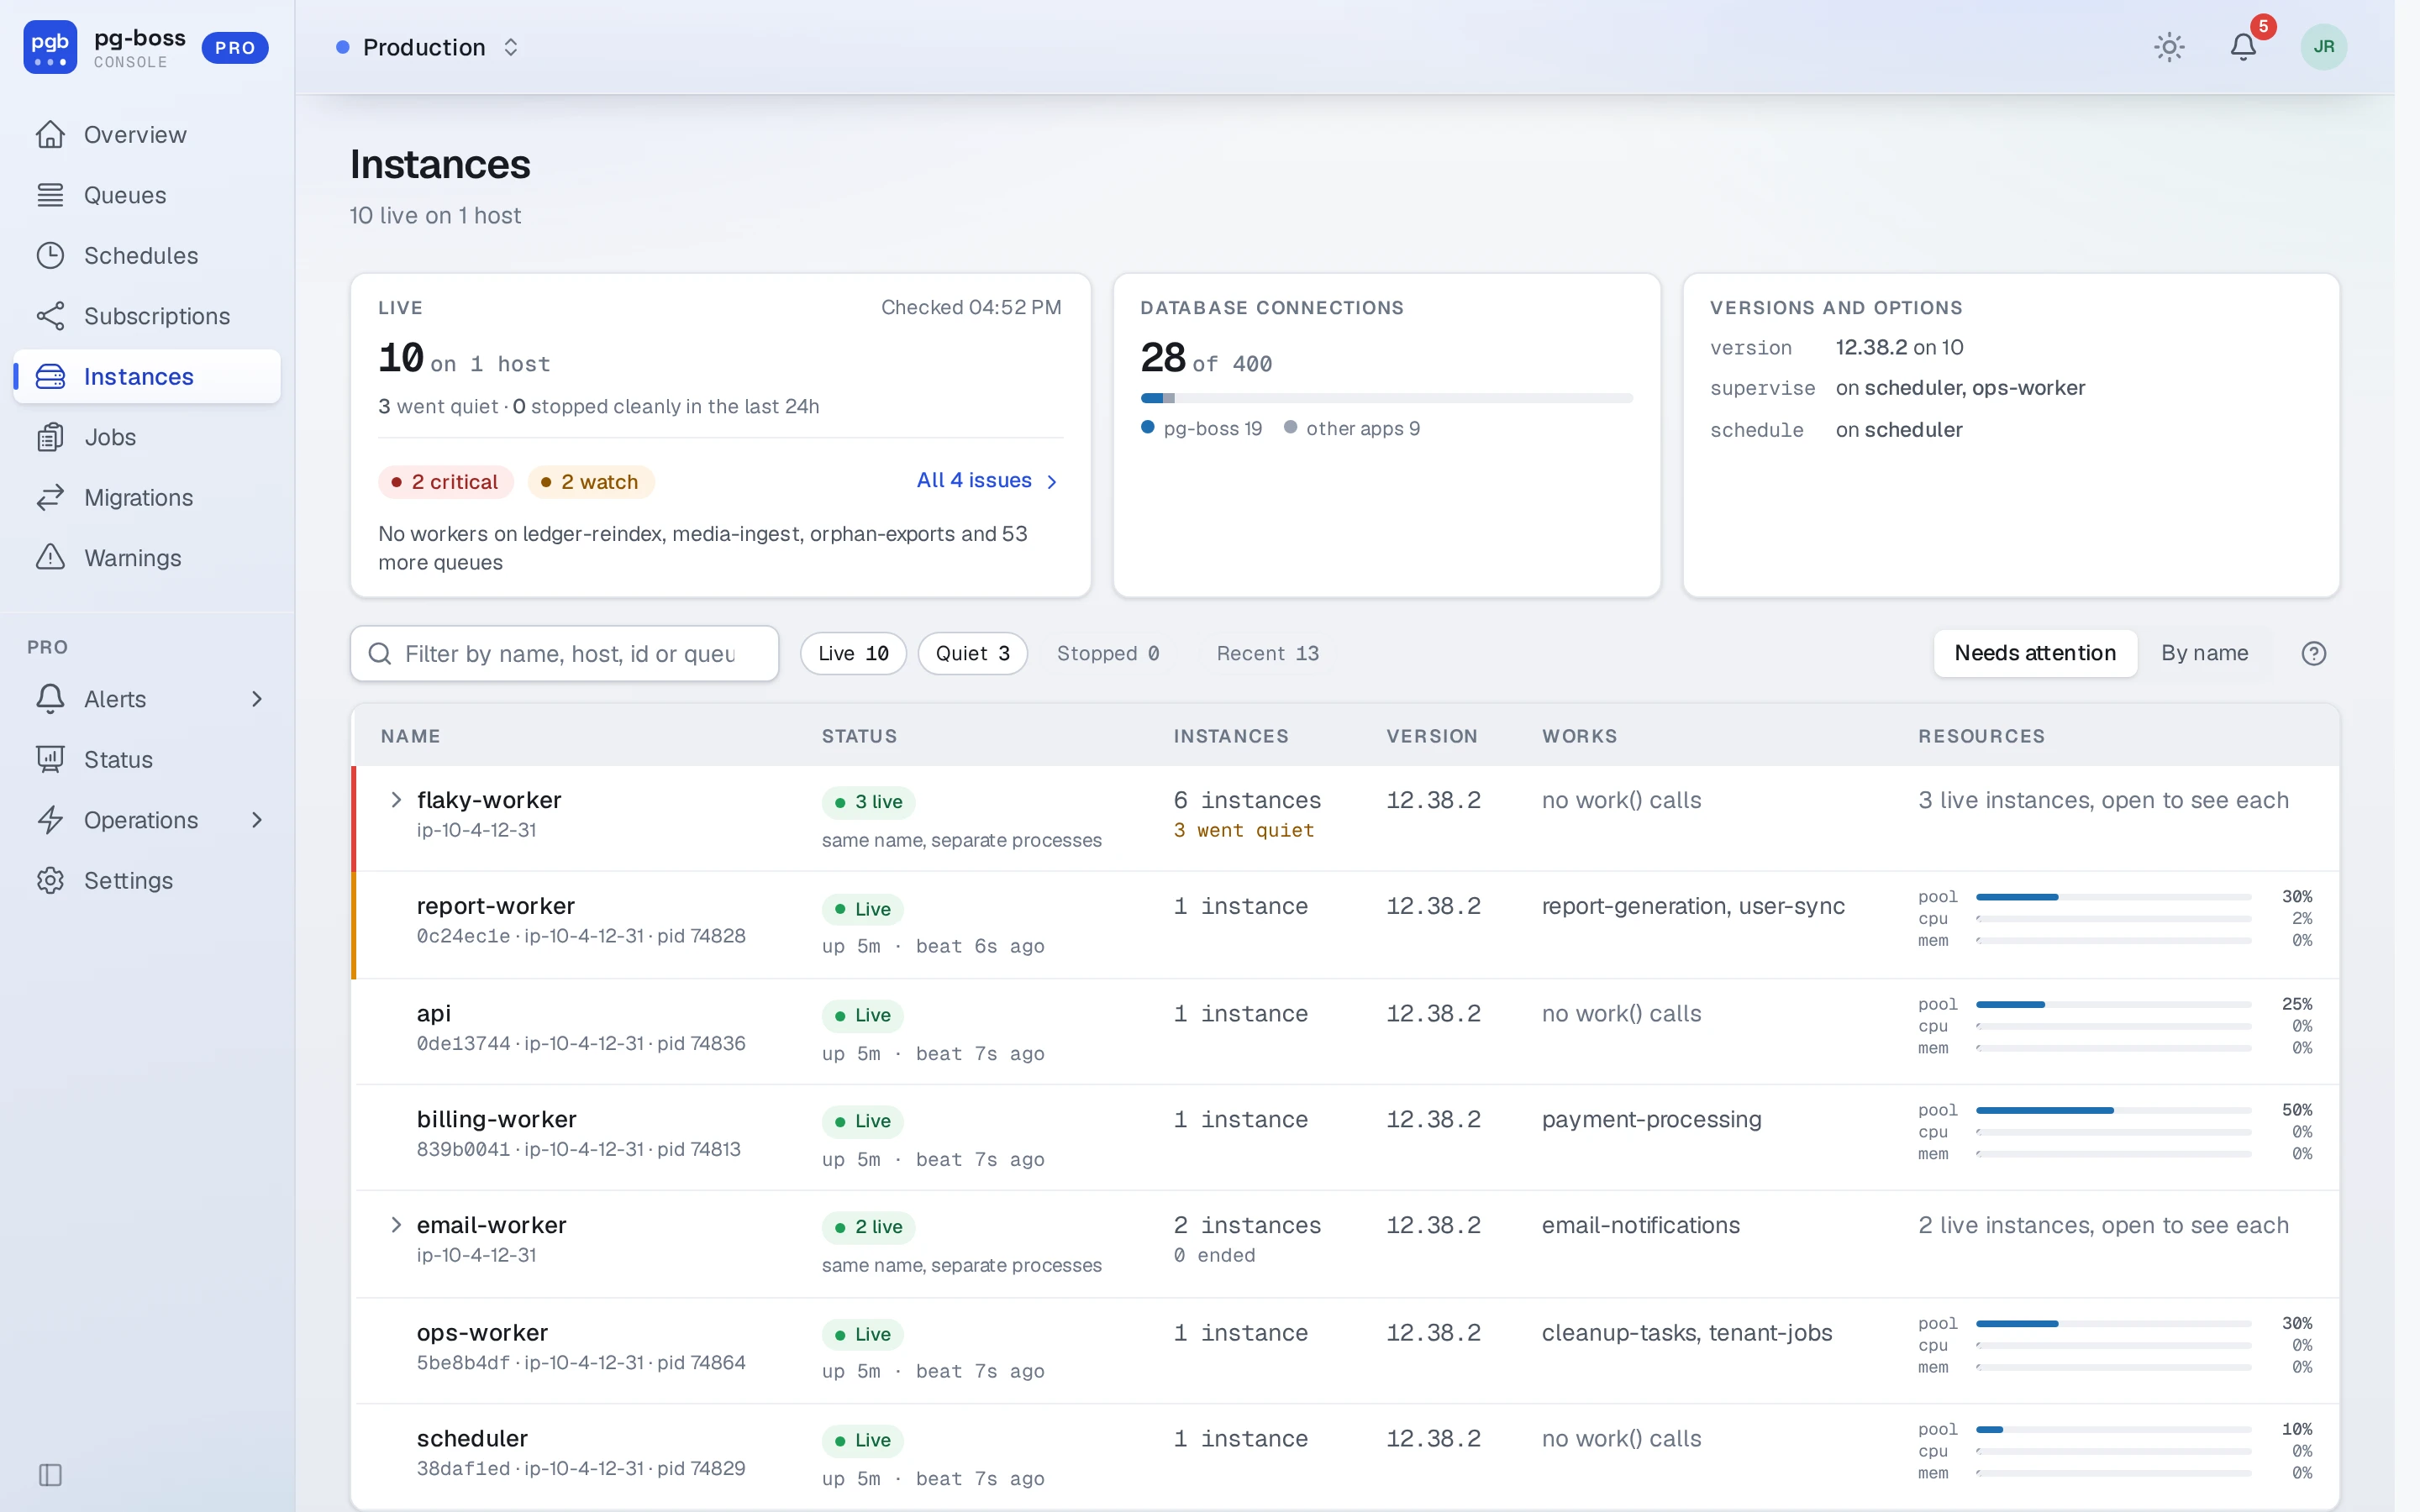 pgb
pg-boss
CONSOLE
PRO
Production
5
JR
Overview
Queues
Schedules
Subscriptions
Instances
Jobs
Migrations
Warnings
PRO
Alerts
Status
Operations
Settings
Instances
10 live on 1 host
LIVE
Checked 04:52 PM
10 on 1 host
3 went quiet · 0 stopped cleanly in the last 24h
2 critical
2 watch
All 4 issues
No workers on ledger-reindex, media-ingest, orphan-exports and 53
more queues
DATABASE CONNECTIONS
28 of 400
pg-boss 19
other apps 9
VERSIONS AND OPTIONS
version 12.38.2 on 10
supervise on scheduler, ops-worker
schedule on scheduler
Filter by name, host, id or queu
Live 10
Quiet 3
Stopped 0
Recent 13
Needs attention
By name
NAME STATUS INSTANCES VERSION WORKS RESOURCES
flaky-worker
ip-10-4-12-31
3 live
same name, separate processes
6 instances
3 went quiet
12.38.2
no work() calls
3 live instances, open to see each
report-worker
0c24ec1e · ip-10-4-12-31 · pid 74828
Live
up 5m · beat 6s ago
1 instance
12.38.2
report-generation, user-sync
pool 30%
cpu 2%
mem 0%
api
0de13744 · ip-10-4-12-31 · pid 74836
Live
up 5m · beat 7s ago
1 instance
12.38.2
no work() calls
pool 25%
cpu 0%
mem 0%
billing-worker
839b0041 · ip-10-4-12-31 · pid 74813
Live
up 5m · beat 7s ago
1 instance
12.38.2
payment-processing
pool 50%
cpu 0%
mem 0%
email-worker
ip-10-4-12-31
2 live
same name, separate processes
2 instances
0 ended
12.38.2
email-notifications
2 live instances, open to see each
ops-worker
5be8b4df · ip-10-4-12-31 · pid 74864
Live
up 5m · beat 7s ago
1 instance
12.38.2
cleanup-tasks, tenant-jobs
pool 30%
cpu 0%
mem 0%
scheduler
38daf1ed · ip-10-4-12-31 · pid 74829
Live
up 5m · beat 7s ago
1 instance
12.38.2
no work() calls
pool 10%
cpu 0%
mem 0%